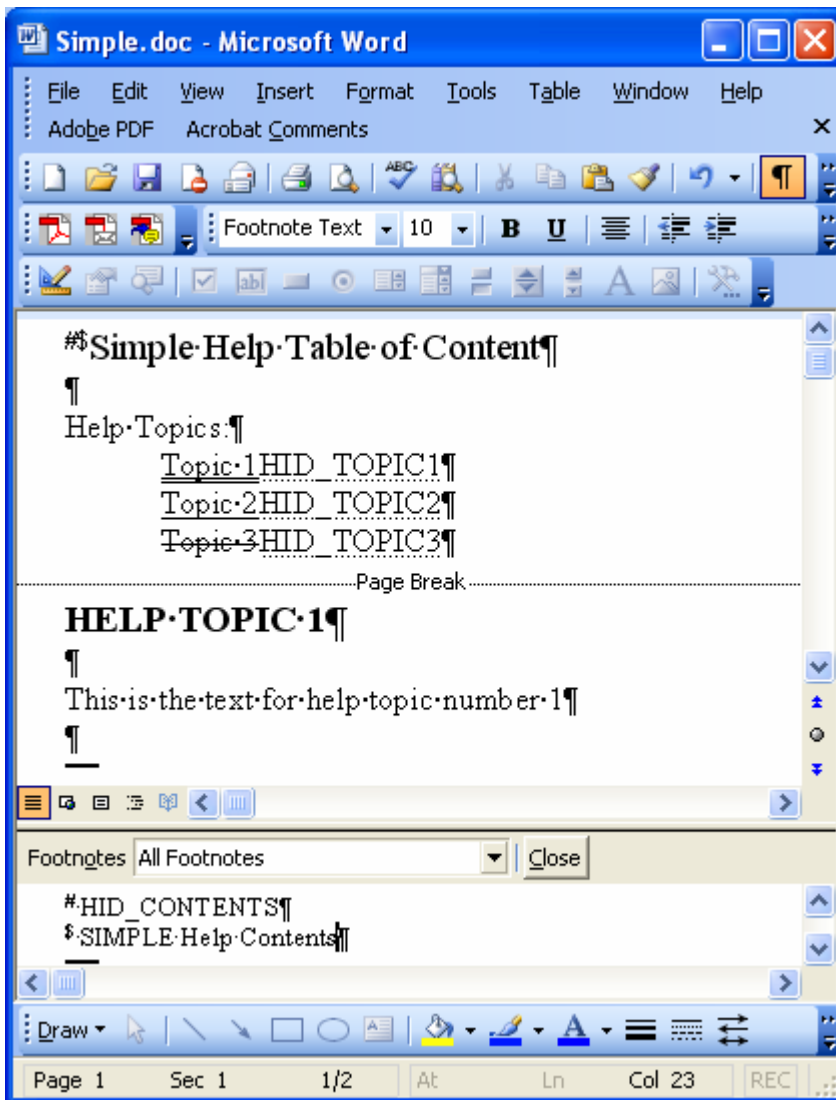 Simple.doc - Microsoft Word
File Edit View Insert Format Tools Table Window Help
Adobe PDF Acrobat Comments
ABC
Footnote Text 10 B U
abl A
#$Simple·Help·Table·of·Content¶
¶
Help·Topics:¶
Topic·1HID_TOPIC1¶
Topic·2HID_TOPIC2¶
Topic·3HID_TOPIC3¶
Page Break
HELP·TOPIC·1¶
¶
This·is·the·text·for·help·topic·number·1¶
¶
Footnotes All Footnotes Close
#·HID_CONTENTS¶
$·SIMPLE·Help·Contents¶
Draw A
Page 1 Sec 1 1/2 At Ln Col 23 REC